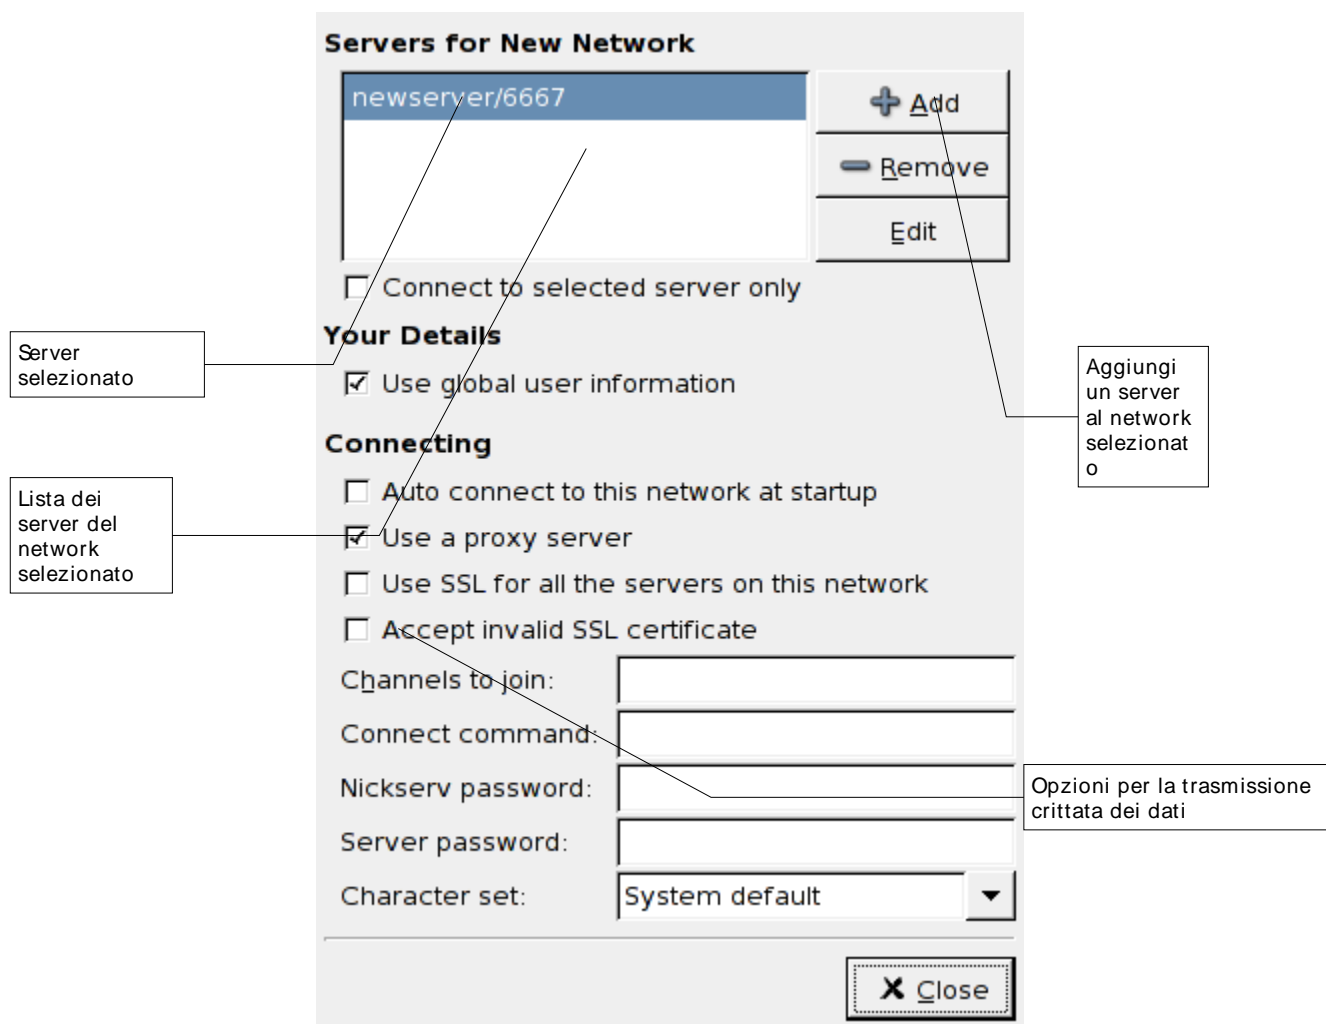 Servers for New Network
newserver/6667
Add
Remove
Edit
Connect to selected server only
Your Details
Server
selezionato
Use global user information
Aggiungi
un server
al network
selezionat
o
Connecting
Auto connect to this network at startup
Lista dei
server del
network
selezionato
Use a proxy server
Use SSL for all the servers on this network
Accept invalid SSL certificate
Channels to join:
Connect command:
Nickserv password:
Opzioni per la trasmissione
crittata dei dati
Server password:
Character set:
System default
Close